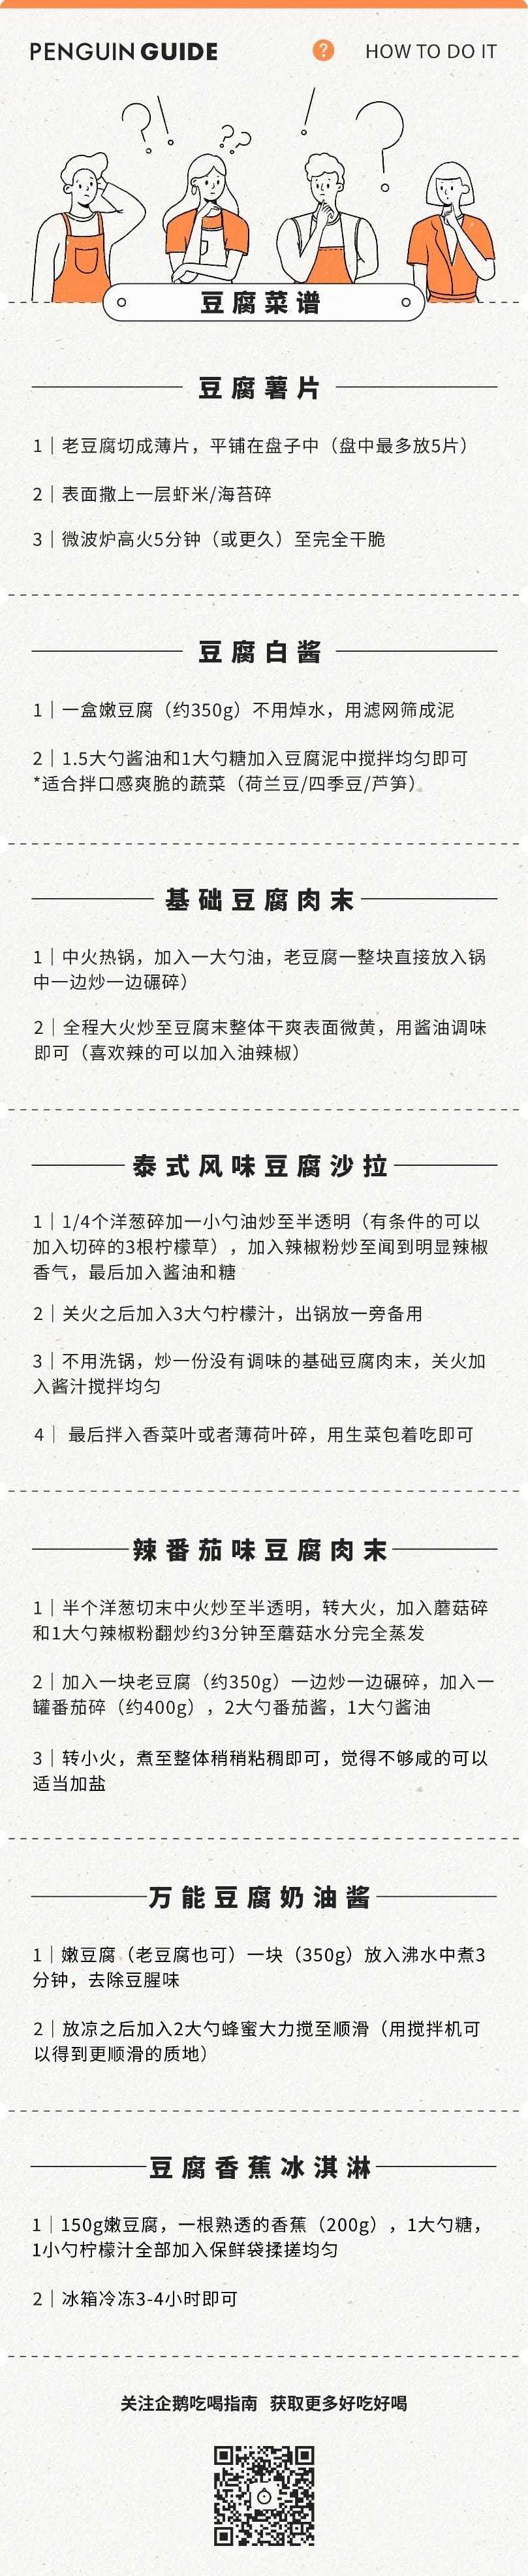 PENGUIN GUIDE
? HOW TO DO IT
豆腐菜谱
豆腐薯片
1｜老豆腐切成薄片，平铺在盘子中（盘中最多放5片）
2｜表面撒上一层虾米/海苔碎
3｜微波炉高火5分钟（或更久）至完全干脆
豆腐白酱
1｜一盒嫩豆腐（约350g）不用焯水，用滤网筛成泥
2｜1.5大勺酱油和1大勺糖加入豆腐泥中搅拌均匀即可
*适合拌口感爽脆的蔬菜（荷兰豆/四季豆/芦笋）
基础豆腐肉末
1｜中火热锅，加入一大勺油，老豆腐一整块直接放入锅
中一边炒一边碾碎）
2｜全程大火炒至豆腐末整体干爽表面微黄，用酱油调味
即可（喜欢辣的可以加入油辣椒）
泰式风味豆腐沙拉
1｜1/4个洋葱碎加一小勺油炒至半透明（有条件的可以
加入切碎的3根柠檬草），加入辣椒粉炒至闻到明显辣椒
香气，最后加入酱油和糖
2｜关火之后加入3大勺柠檬汁，出锅放一旁备用
3｜不用洗锅，炒一份没有调味的基础豆腐肉末，关火加
入酱汁搅拌均匀
4｜ 最后拌入香菜叶或者薄荷叶碎，用生菜包着吃即可
辣番茄味豆腐肉末
1｜半个洋葱切末中火炒至半透明，转大火，加入蘑菇碎
和1大勺辣椒粉翻炒约3分钟至蘑菇水分完全蒸发
2｜加入一块老豆腐（约350g）一边炒一边碾碎，加入一
罐番茄碎（约400g），2大勺番茄酱，1大勺酱油
3｜转小火，煮至整体稍稍粘稠即可，觉得不够咸的可以
适当加盐
万能豆腐奶油酱
1｜嫩豆腐（老豆腐也可）一块（350g）放入沸水中煮3
分钟，去除豆腥味
2｜放凉之后加入2大勺蜂蜜大力搅至顺滑（用搅拌机可
以得到更顺滑的质地）
豆腐香蕉冰淇淋
1｜150g嫩豆腐，一根熟透的香蕉（200g），1大勺糖，
1小勺柠檬汁全部加入保鲜袋揉搓均匀
2｜冰箱冷冻3-4小时即可
关注企鹅吃喝指南 获取更多好吃好喝